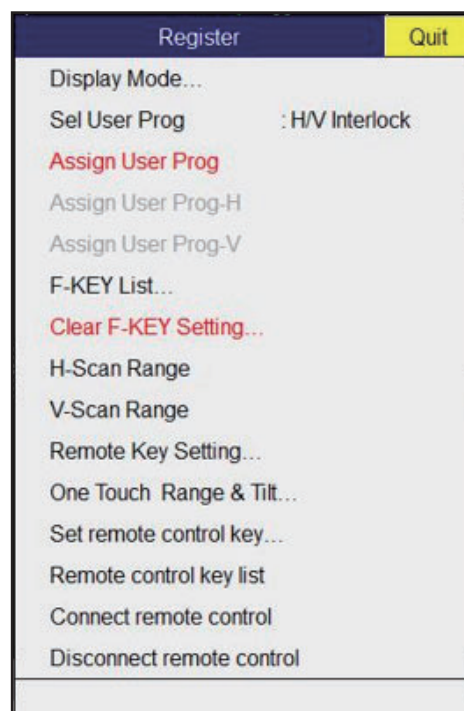 Register Quit
Display Mode...
Sel User Prog : H/V Interlock
Assign User Prog
Assign User Prog-H
Assign User Prog-V
F-KEY List...
Clear F-KEY Setting...
H-Scan Range
V-Scan Range
Remote Key Setting...
One Touch Range & Tilt...
Set remote control key...
Remote control key list
Connect remote control
Disconnect remote control